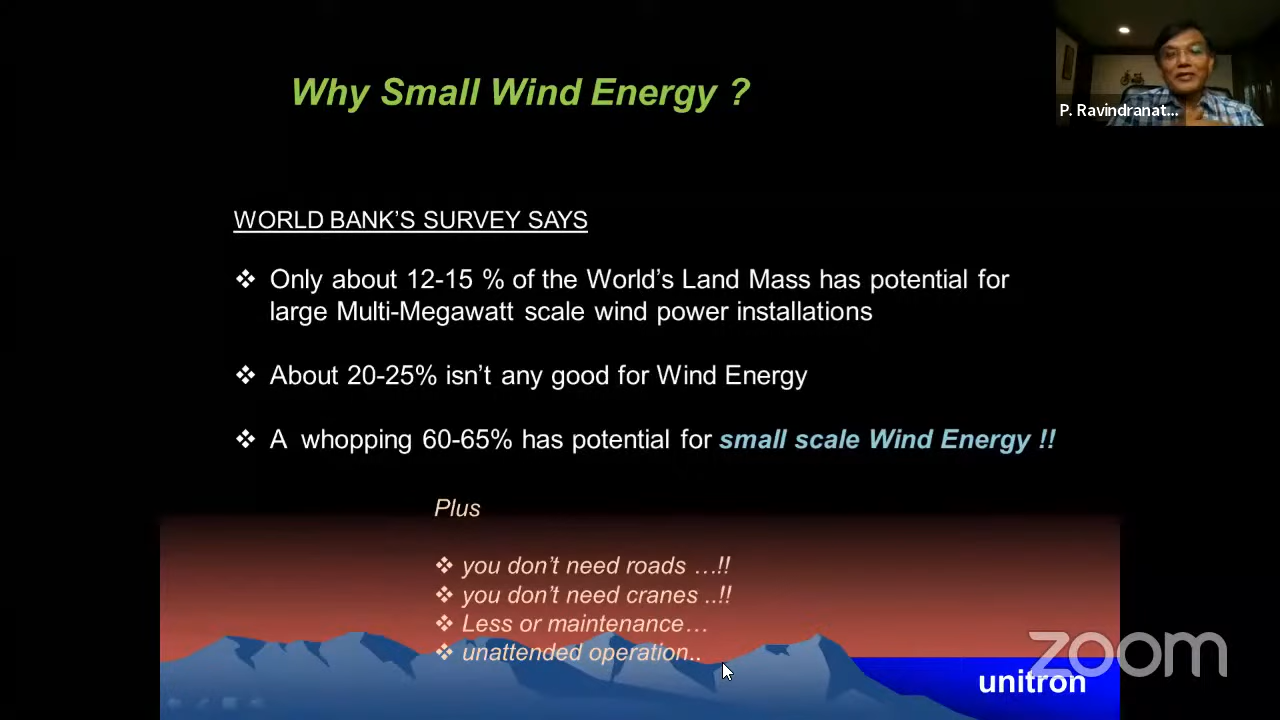 Why Small Wind Energy ?
P. Ravindranat...
WORLD BANK'S SURVEY SAYS
❖ Only about 12-15 % of the World's Land Mass has potential for
large Multi-Megawatt scale wind power installations
❖ About 20-25% isn't any good for Wind Energy
❖ A whopping 60-65% has potential for small scale Wind Energy !!
Plus
❖ you don't need roads …!!
❖ you don't need cranes ..!!
❖ Less or maintenance…
❖ unattended operation..
zoom
unitron